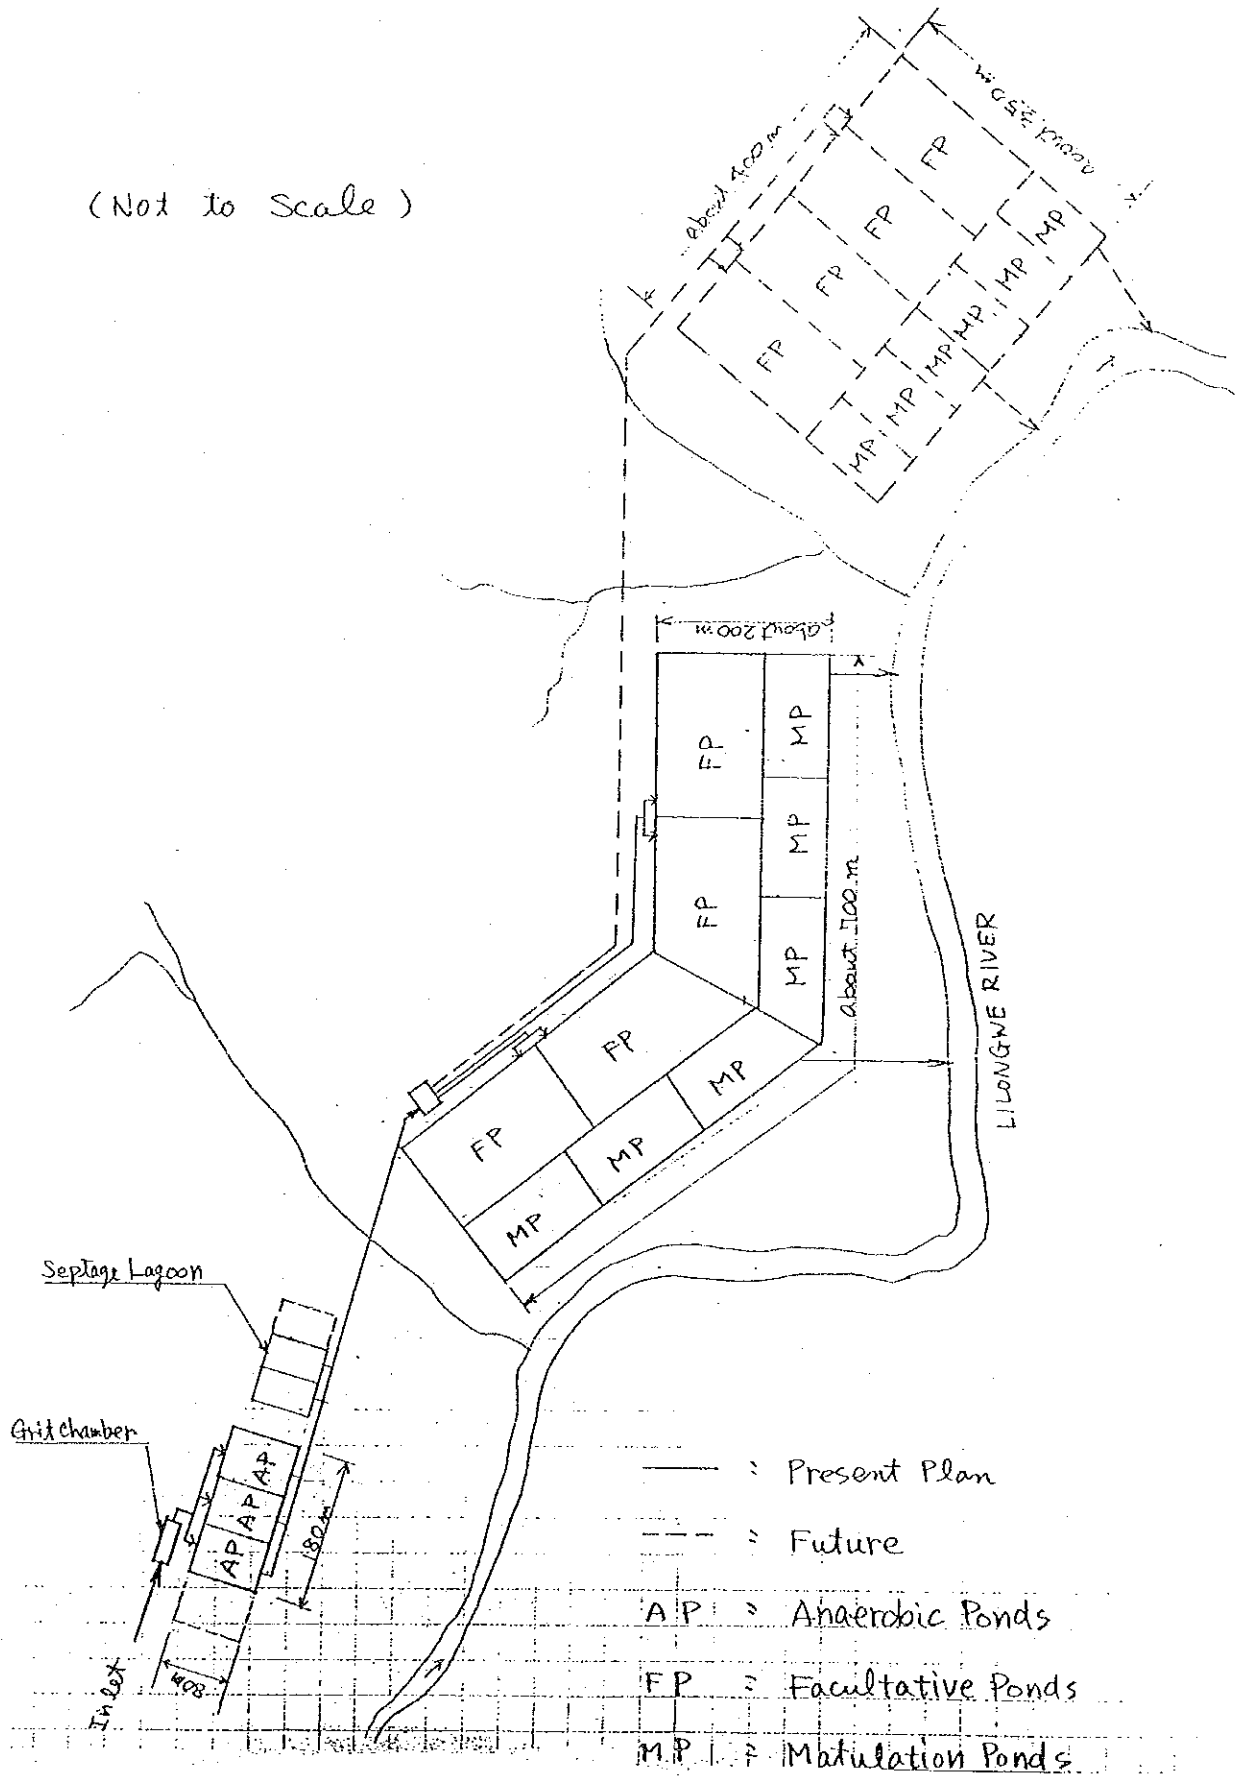 (Not to Scale)
about 400 m
about 350 m
FP
FP
FP
FP
MP
MP
MP
MP
MP
MP
about 200 m
FP
MP
MP
FP
MP
about 700 m
LILONGWE RIVER
FP
MP
FP
MP
MP
Septage Lagoon
Grit Chamber
AP
AP
AP
180m
80m
Inlet
——— : Present Plan
---- : Future
AP : Anaerobic Ponds
FP : Facultative Ponds
MP : Matulation Ponds